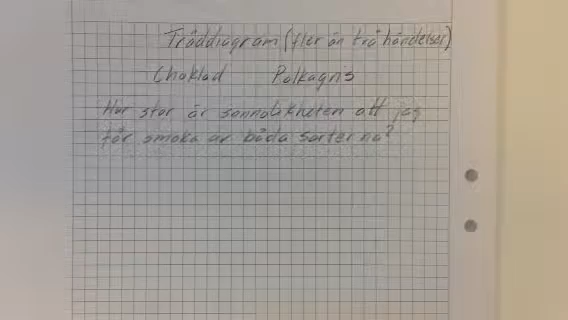 Träddiagram (fler än två händelser)
Choklad Polkagris
Hur stor är sannolikheten att jag
får smaka av båda sorterna?